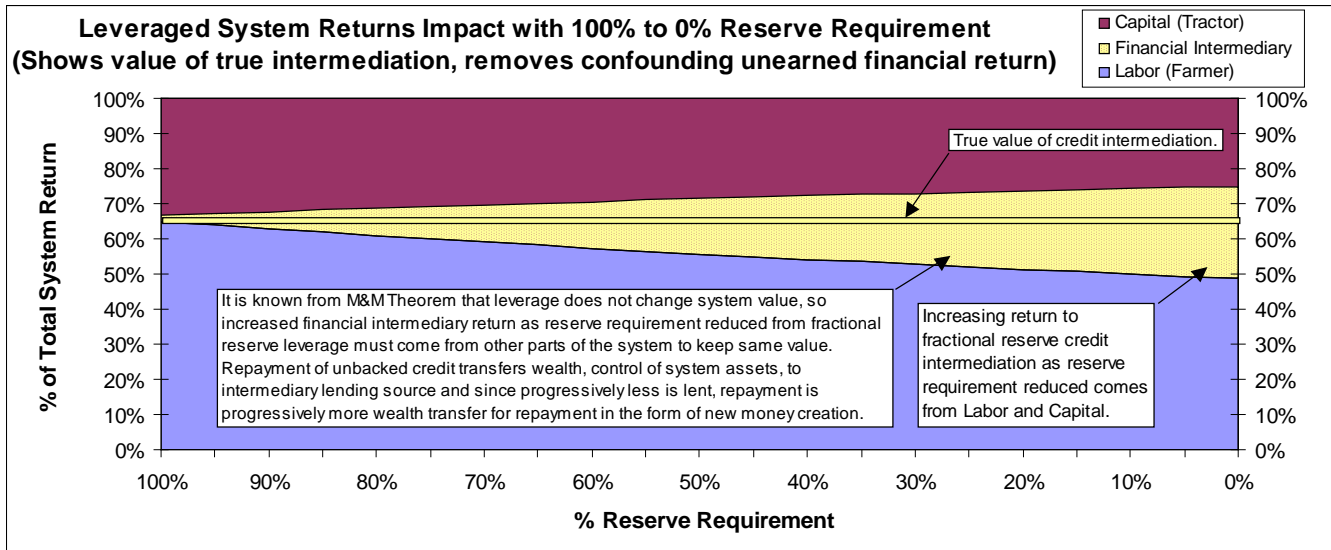 Leveraged System Returns Impact with 100% to 0% Reserve Requirement
(Shows value of true intermediation, removes confounding unearned financial return)
Capital (Tractor)
Financial Intermediary
Labor (Farmer)
% of Total System Return
100%
90%
80%
70%
60%
50%
40%
30%
20%
10%
0%
True value of credit intermediation.
It is known from M&M Theorem that leverage does not change system value, so
increased financial intermediary return as reserve requirement reduced from fractional
reserve leverage must come from other parts of the system to keep same value.
Repayment of unbacked credit transfers wealth, control of system assets, to
intermediary lending source and since progressively less is lent, repayment is
progressively more wealth transfer for repayment in the form of new money creation.
Increasing return to
fractional reserve credit
intermediation as reserve
requirement reduced comes
from Labor and Capital.
100%
90%
80%
70%
60%
50%
40%
30%
20%
10%
0%
100% 90% 80% 70% 60% 50% 40% 30% 20% 10% 0%
% Reserve Requirement